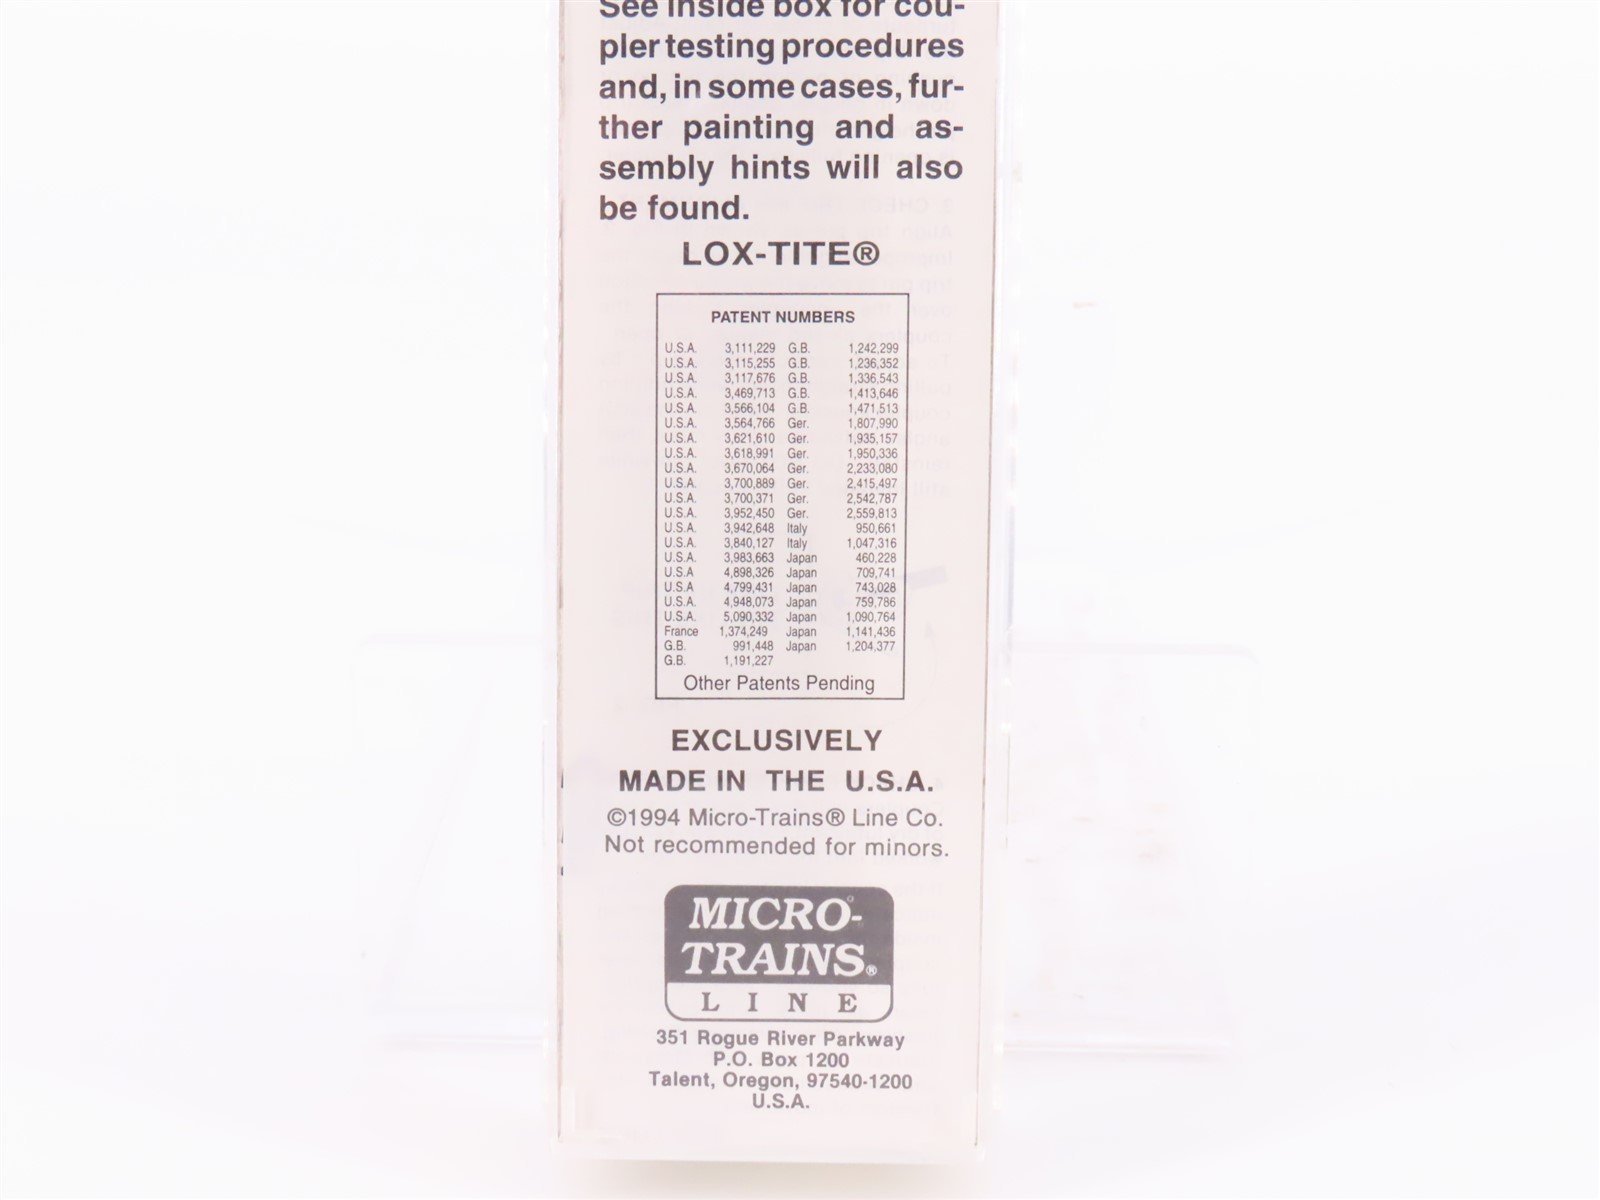 See inside box for cou-
pler testing procedures
and, in some cases, fur-
ther painting and as-
sembly hints will also
be found.
LOX-TITE®
PATENT NUMBERS
U.S.A. 3,111,229 G.B. 1,242,299
U.S.A. 3,115,255 G.B. 1,236,352
U.S.A. 3,117,676 G.B. 1,336,543
U.S.A. 3,469,713 G.B. 1,413,646
U.S.A. 3,566,104 G.B. 1,471,513
U.S.A. 3,564,766 Ger. 1,807,990
U.S.A. 3,621,610 Ger. 1,935,157
U.S.A. 3,618,991 Ger. 1,950,336
U.S.A. 3,670,064 Ger. 2,233,080
U.S.A. 3,700,889 Ger. 2,415,497
U.S.A. 3,700,371 Ger. 2,542,787
U.S.A. 3,952,450 Ger. 2,559,813
U.S.A. 3,942,648 Italy 950,661
U.S.A. 3,840,127 Italy 1,047,316
U.S.A. 3,983,663 Japan 460,228
U.S.A 4,898,326 Japan 709,741
U.S.A 4,799,431 Japan 743,028
U.S.A. 4,948,073 Japan 759,786
U.S.A. 5,090,332 Japan 1,090,764
France 1,374,249 Japan 1,141,436
G.B. 991,448 Japan 1,204,377
G.B. 1,191,227
Other Patents Pending
EXCLUSIVELY
MADE IN THE U.S.A.
©1994 Micro-Trains® Line Co.
Not recommended for minors.
MICRO-
TRAINS®
LINE
351 Rogue River Parkway
P.O. Box 1200
Talent, Oregon, 97540-1200
U.S.A.